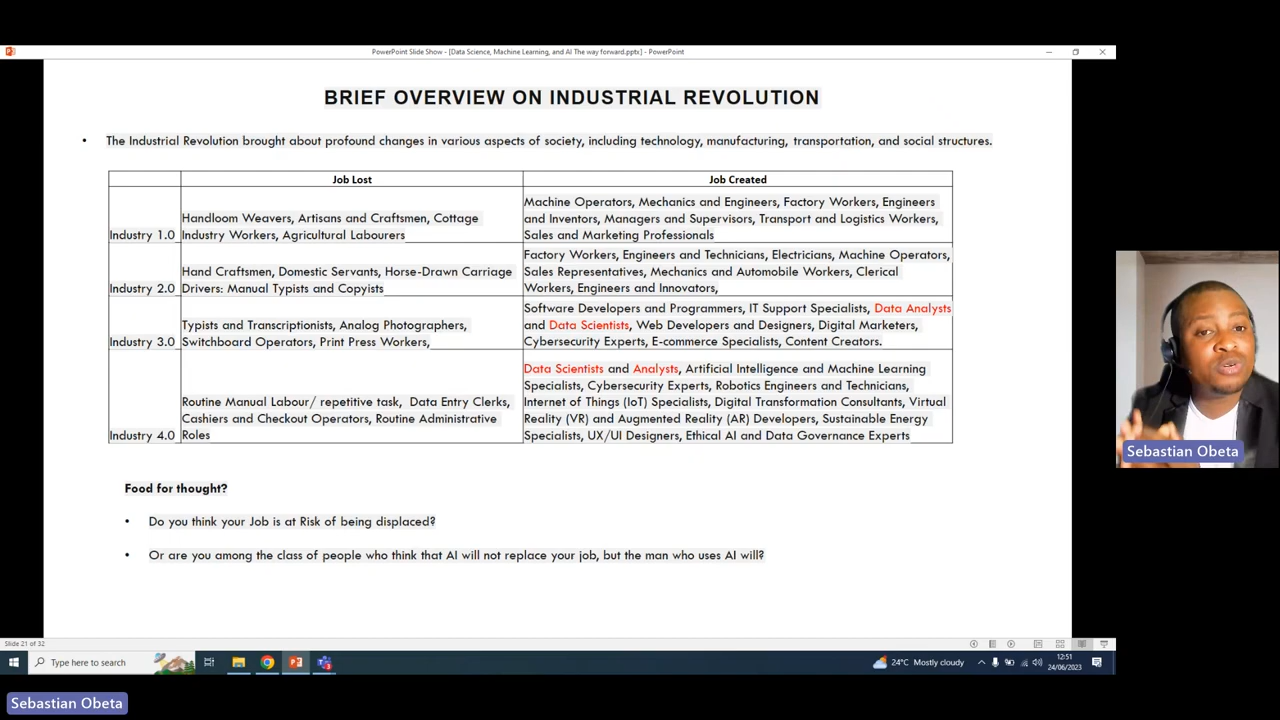 PowerPoint Slide Show - [Data Science, Machine Learning, and AI The way forward.pptx] - PowerPoint
BRIEF OVERVIEW ON INDUSTRIAL REVOLUTION
• The Industrial Revolution brought about profound changes in various aspects of society, including technology, manufacturing, transportation, and social structures.
Job Lost
Job Created
Industry 1.0
Handloom Weavers, Artisans and Craftsmen, Cottage
Industry Workers, Agricultural Labourers
Machine Operators, Mechanics and Engineers, Factory Workers, Engineers
and Inventors, Managers and Supervisors, Transport and Logistics Workers,
Sales and Marketing Professionals
Industry 2.0
Hand Craftsmen, Domestic Servants, Horse-Drawn Carriage
Drivers: Manual Typists and Copyists
Factory Workers, Engineers and Technicians, Electricians, Machine Operators,
Sales Representatives, Mechanics and Automobile Workers, Clerical
Workers, Engineers and Innovators,
Industry 3.0
Typists and Transcriptionists, Analog Photographers,
Switchboard Operators, Print Press Workers,
Software Developers and Programmers, IT Support Specialists, Data Analysts
and Data Scientists, Web Developers and Designers, Digital Marketers,
Cybersecurity Experts, E-commerce Specialists, Content Creators.
Industry 4.0
Routine Manual Labour/ repetitive task, Data Entry Clerks,
Cashiers and Checkout Operators, Routine Administrative
Roles
Data Scientists and Analysts, Artificial Intelligence and Machine Learning
Specialists, Cybersecurity Experts, Robotics Engineers and Technicians,
Internet of Things (IoT) Specialists, Digital Transformation Consultants, Virtual
Reality (VR) and Augmented Reality (AR) Developers, Sustainable Energy
Specialists, UX/UI Designers, Ethical AI and Data Governance Experts
Food for thought?
• Do you think your Job is at Risk of being displaced?
• Or are you among the class of people who think that AI will not replace your job, but the man who uses AI will?
Sebastian Obeta
Slide 21 of 32
Type here to search
24°C Mostly cloudy
12:51
24/06/2023
Sebastian Obeta